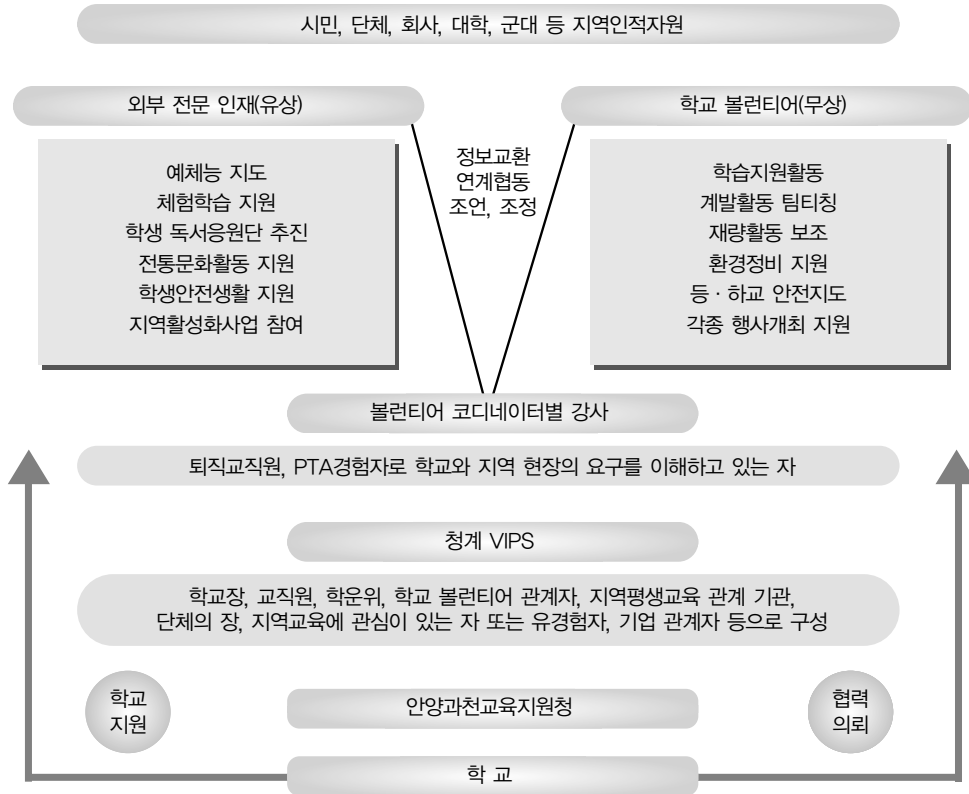 시민, 단체, 회사, 대학, 군대 등 지역인적자원
외부 전문 인재(유상)
학교 볼런티어(무상)
예체능 지도
체험학습 지원
학생 독서응원단 추진
전통문화활동 지원
학생안전생활 지원
지역활성화사업 참여
정보교환
연계협동
조언, 조정
학습지원활동
계발활동 팀티칭
재량활동 보조
환경정비 지원
등 · 하교 안전지도
각종 행사개최 지원
볼런티어 코디네이터별 강사
퇴직교직원, PTA경험자로 학교와 지역 현장의 요구를 이해하고 있는 자
청계 VIPS
학교장, 교직원, 학운위, 학교 볼런티어 관계자, 지역평생교육 관계 기관,
단체의 장, 지역교육에 관심이 있는 자 또는 유경험자, 기업 관계자 등으로 구성
학교
지원
안양과천교육지원청
협력
의뢰
학 교